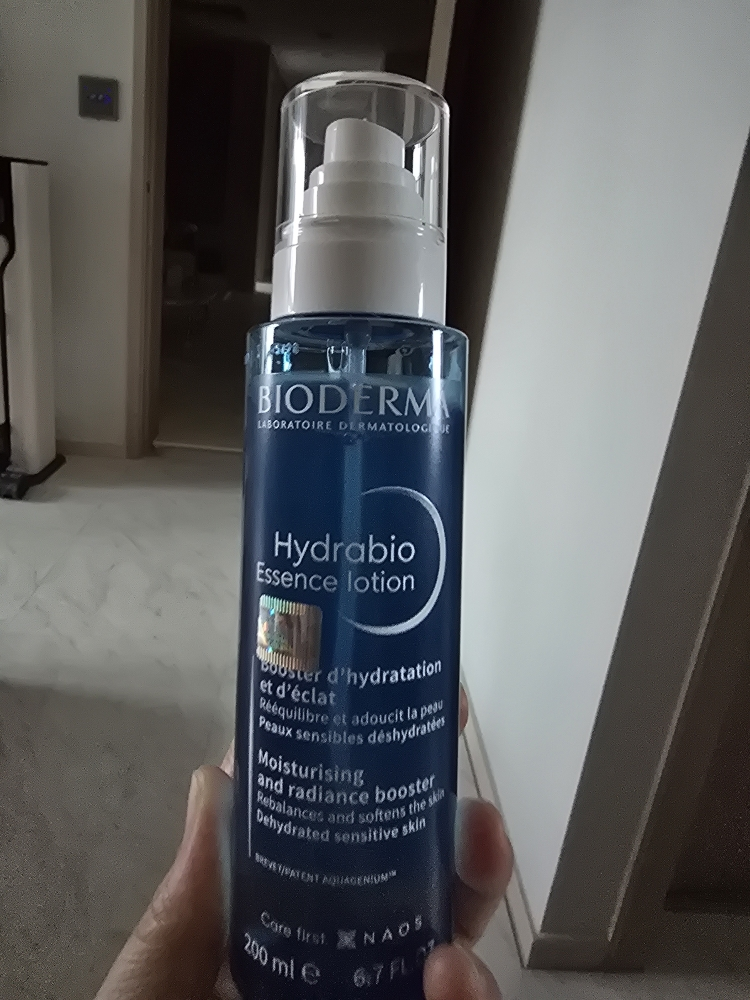 BIODERMA
LABORATOIRE DERMATOLOGIQUE
Hydrabio
Essence lotion
Booster d'hydratation
et d'éclat
Rééquilibre et adoucit la peau
Peaux sensibles déshydratées
Moisturising
and radiance booster
Rebalances and softens the skin
Dehydrated sensitive skin
BREVET/PATENT AQUAGENIUM™
Care first NAOS
200 ml ℮ 6.7 FL.OZ